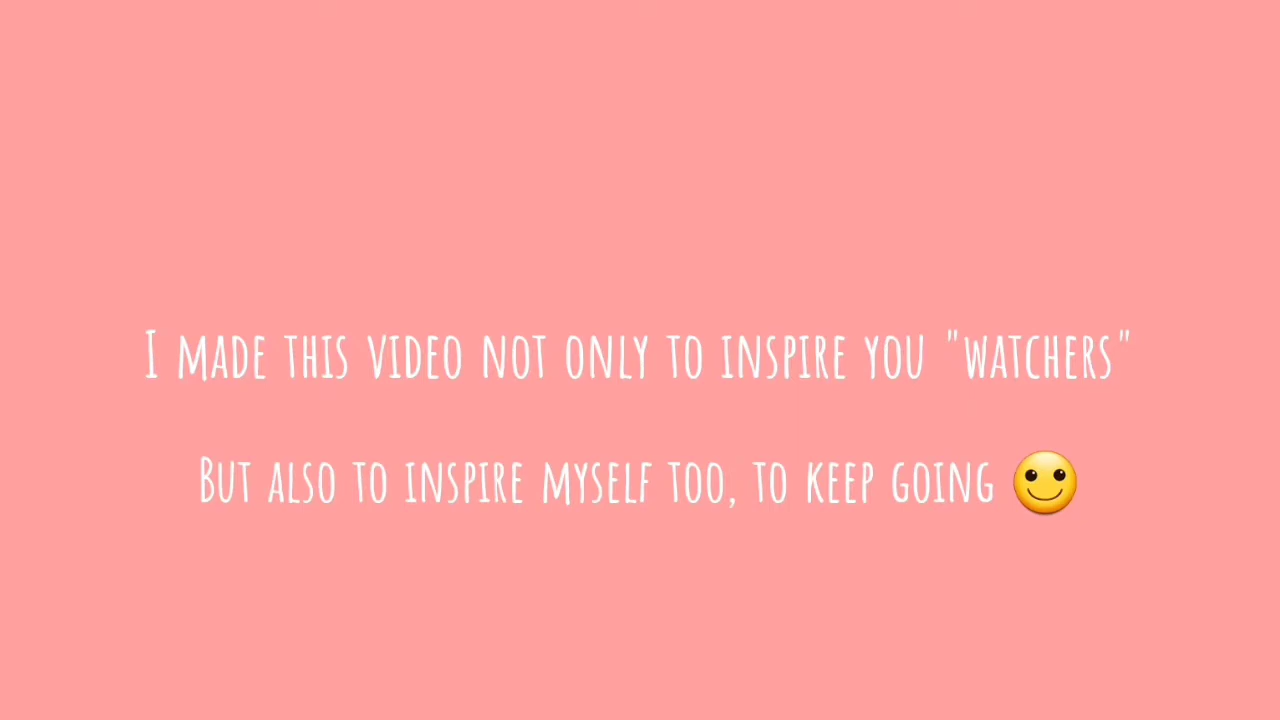 I made this video not only to inspire you "watchers"
But also to inspire myself too, to keep going 🙂